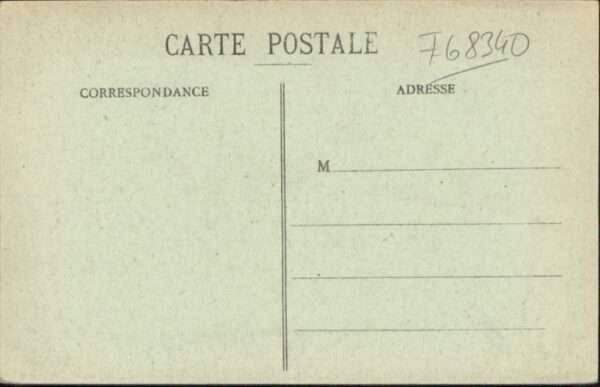 CARTE POSTALE 768340
CORRESPONDANCE
ADRESSE
M